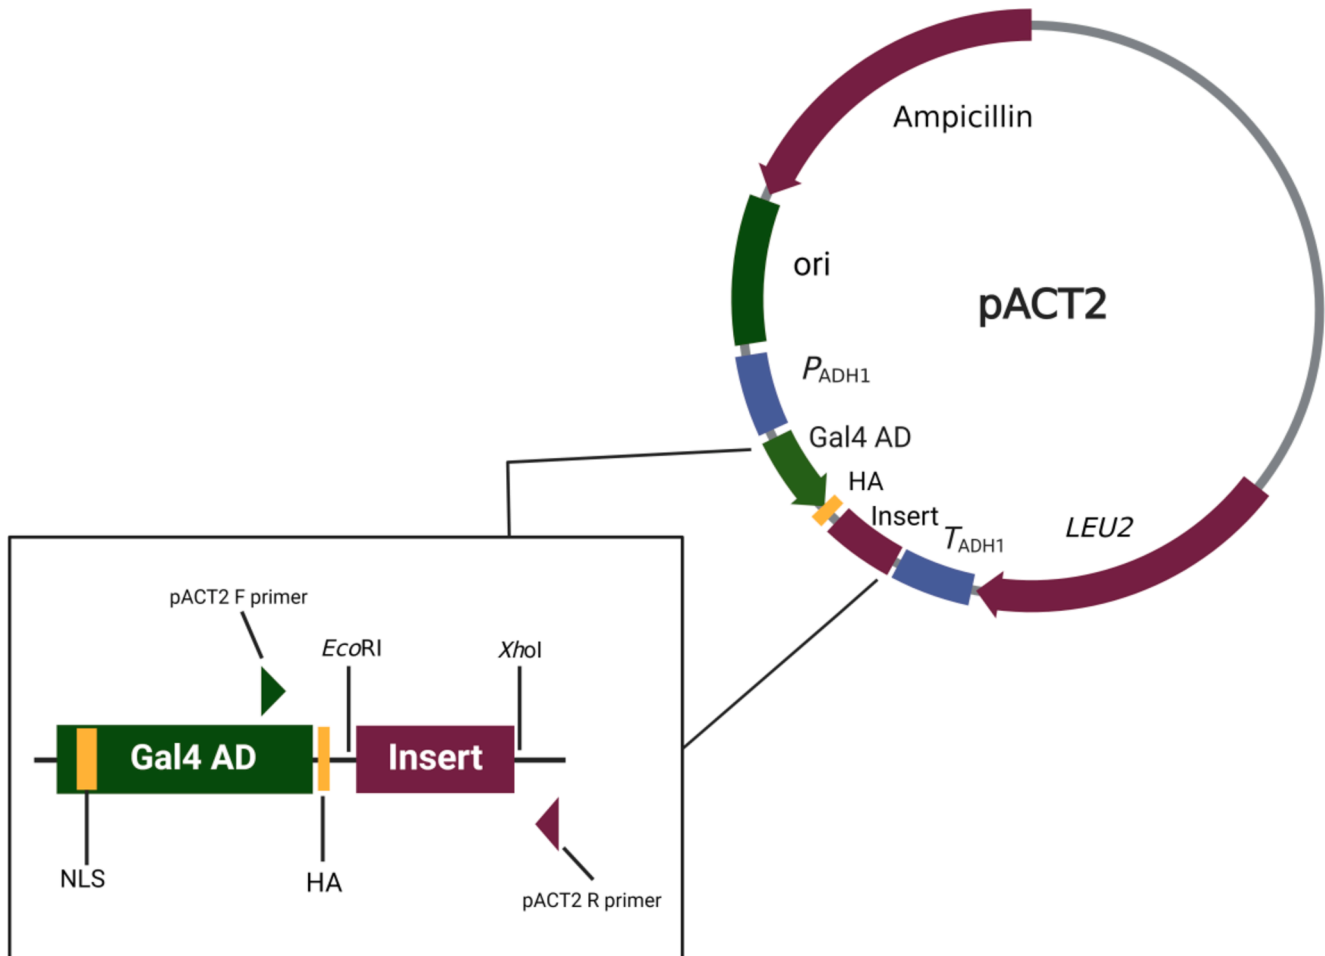 Ampicillin
ori
pACT2
PADH1
Gal4 AD
HA
Insert
TADH1
LEU2
pACT2 F primer
EcoRI
XhoI
Gal4 AD
Insert
NLS
HA
pACT2 R primer